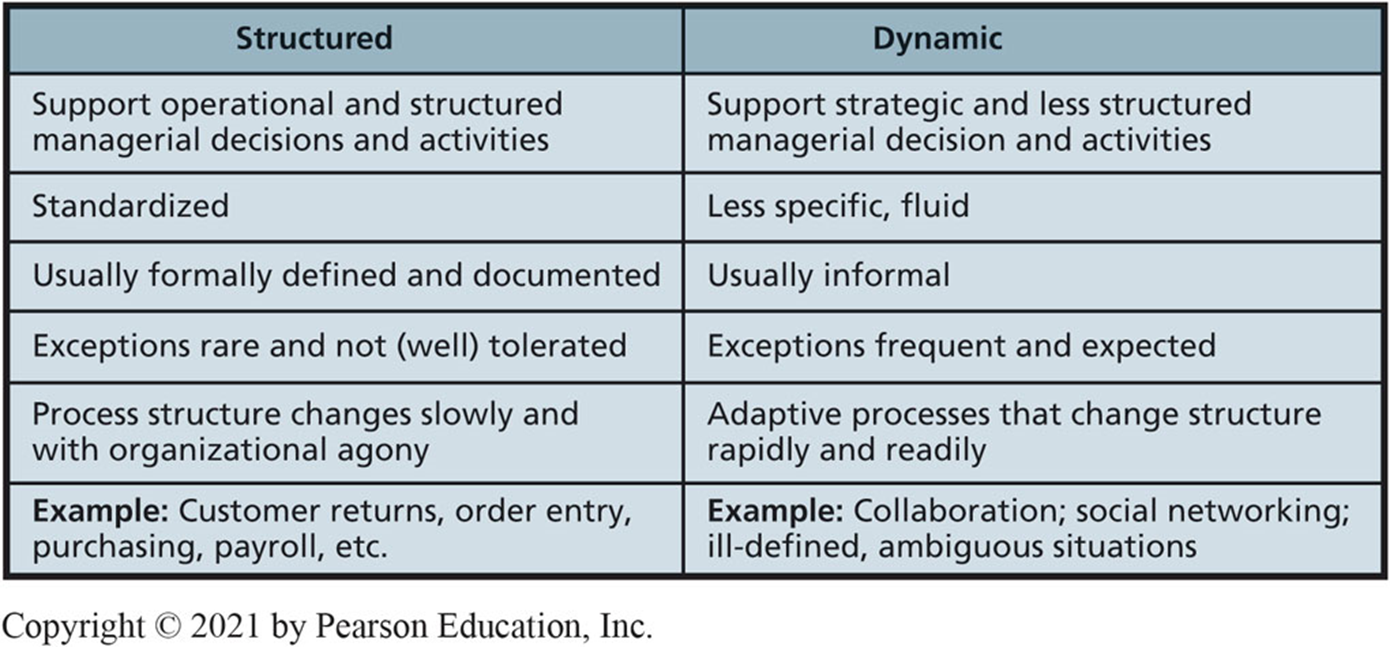 Structured
Dynamic
Support operational and structured
managerial decisions and activities
Support strategic and less structured
managerial decision and activities
Standardized
Less specific, fluid
Usually formally defined and documented
Usually informal
Exceptions rare and not (well) tolerated
Exceptions frequent and expected
Process structure changes slowly and
with organizational agony
Adaptive processes that change structure
rapidly and readily
Example: Customer returns, order entry,
purchasing, payroll, etc.
Example: Collaboration; social networking;
ill-defined, ambiguous situations
Copyright © 2021 by Pearson Education, Inc.